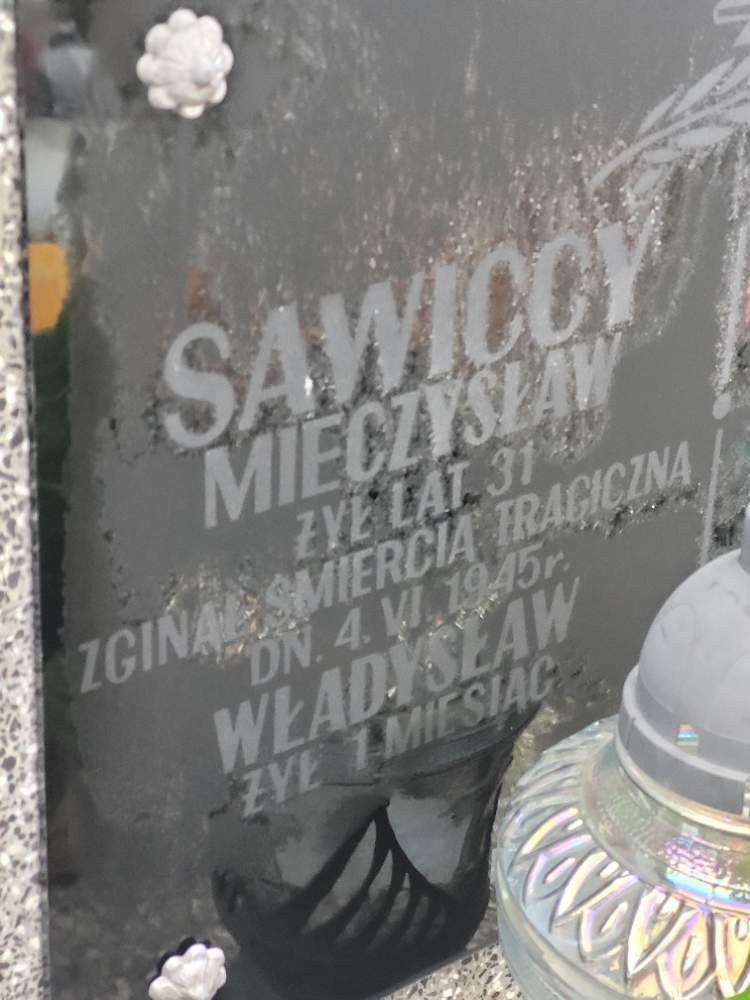 SAWICCY
MIECZYSŁAW
ŻYŁ LAT 31
ZGINĄŁ ŚMIERCIĄ TRAGICZNĄ
DN. 4. VI. 1945r.
WŁADYSŁAW
ŻYŁ 1 MIESIĄC